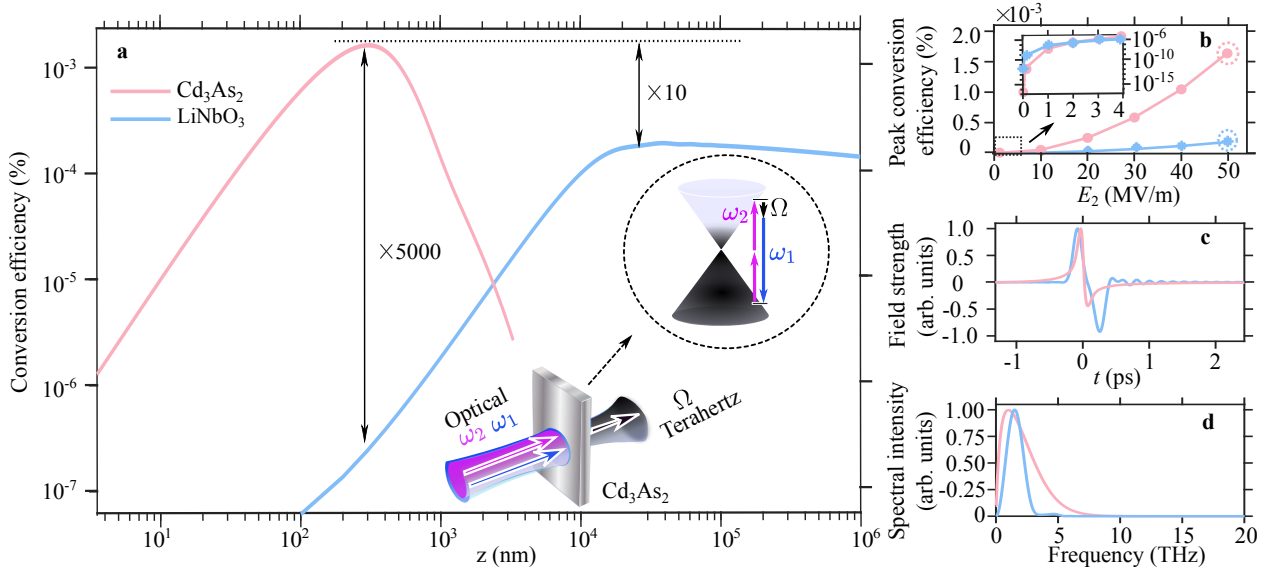 a
Cd₃As₂
LiNbO₃
Conversion efficiency (%)
10⁻³
10⁻⁴
10⁻⁵
10⁻⁶
10⁻⁷
×5000
×10
ω₂
Ω
ω₁
Optical
ω₂ ω₁
Ω
Terahertz
Cd₃As₂
10¹ 10² 10³ 10⁴ 10⁵ 10⁶
z (nm)
×10⁻³
b
Peak conversion
efficiency (%)
2.0
1.5
1.0
0.5
0
10⁻⁶
10⁻¹⁰
10⁻¹⁵
0 1 2 3 4
0 10 20 30 40 50
E₂ (MV/m)
c
Field strength
(arb. units)
1.0
0.5
0.0
-0.5
-1.0
-1 0 1 2
t (ps)
d
Spectral intensity
(arb. units)
1.00
0.75
0.50
-0.25
0.00
0 5 10 15 20
Frequency (THz)